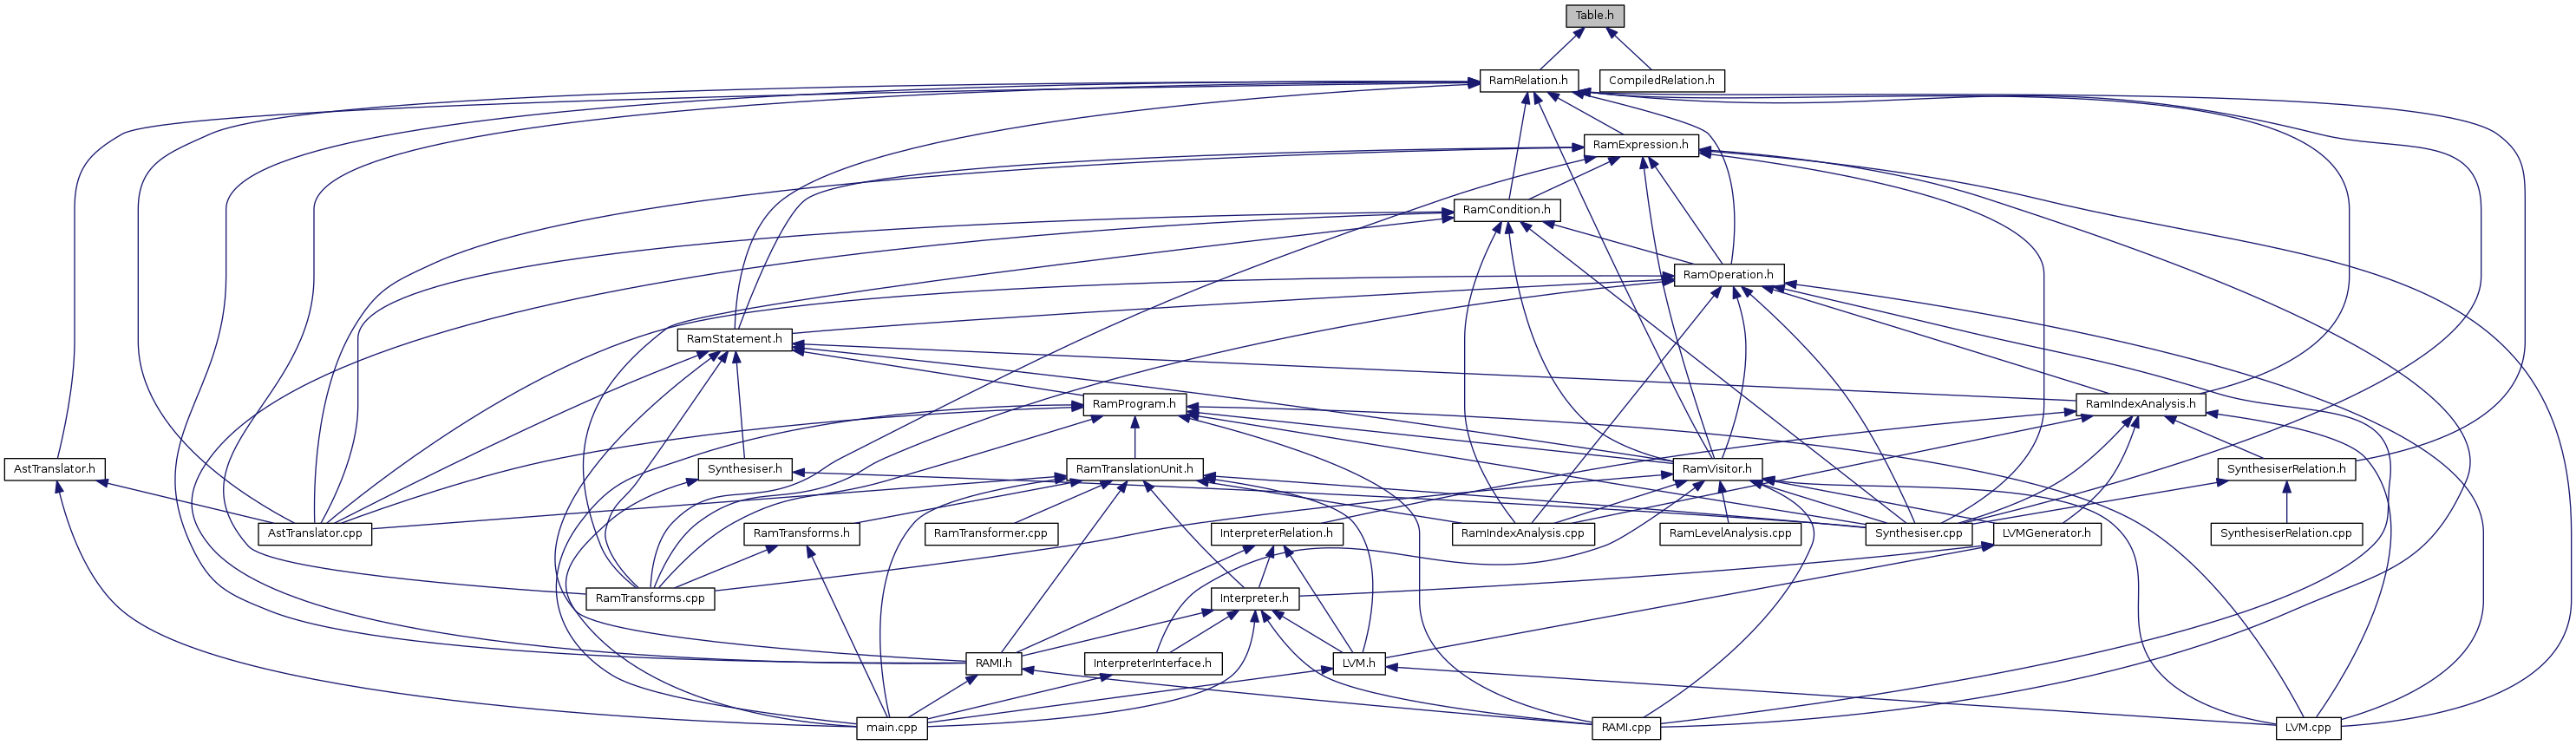 Table.h
RamRelation.h
CompiledRelation.h
RamExpression.h
RamCondition.h
RamOperation.h
RamStatement.h
RamProgram.h
RamIndexAnalysis.h
AstTranslator.h
Synthesiser.h
RamTranslationUnit.h
RamVisitor.h
SynthesiserRelation.h
AstTranslator.cpp
RamTransforms.h
RamTransformer.cpp
InterpreterRelation.h
RamIndexAnalysis.cpp
RamLevelAnalysis.cpp
Synthesiser.cpp
LVMGenerator.h
SynthesiserRelation.cpp
RamTransforms.cpp
Interpreter.h
RAMI.h
InterpreterInterface.h
LVM.h
main.cpp
RAMI.cpp
LVM.cpp